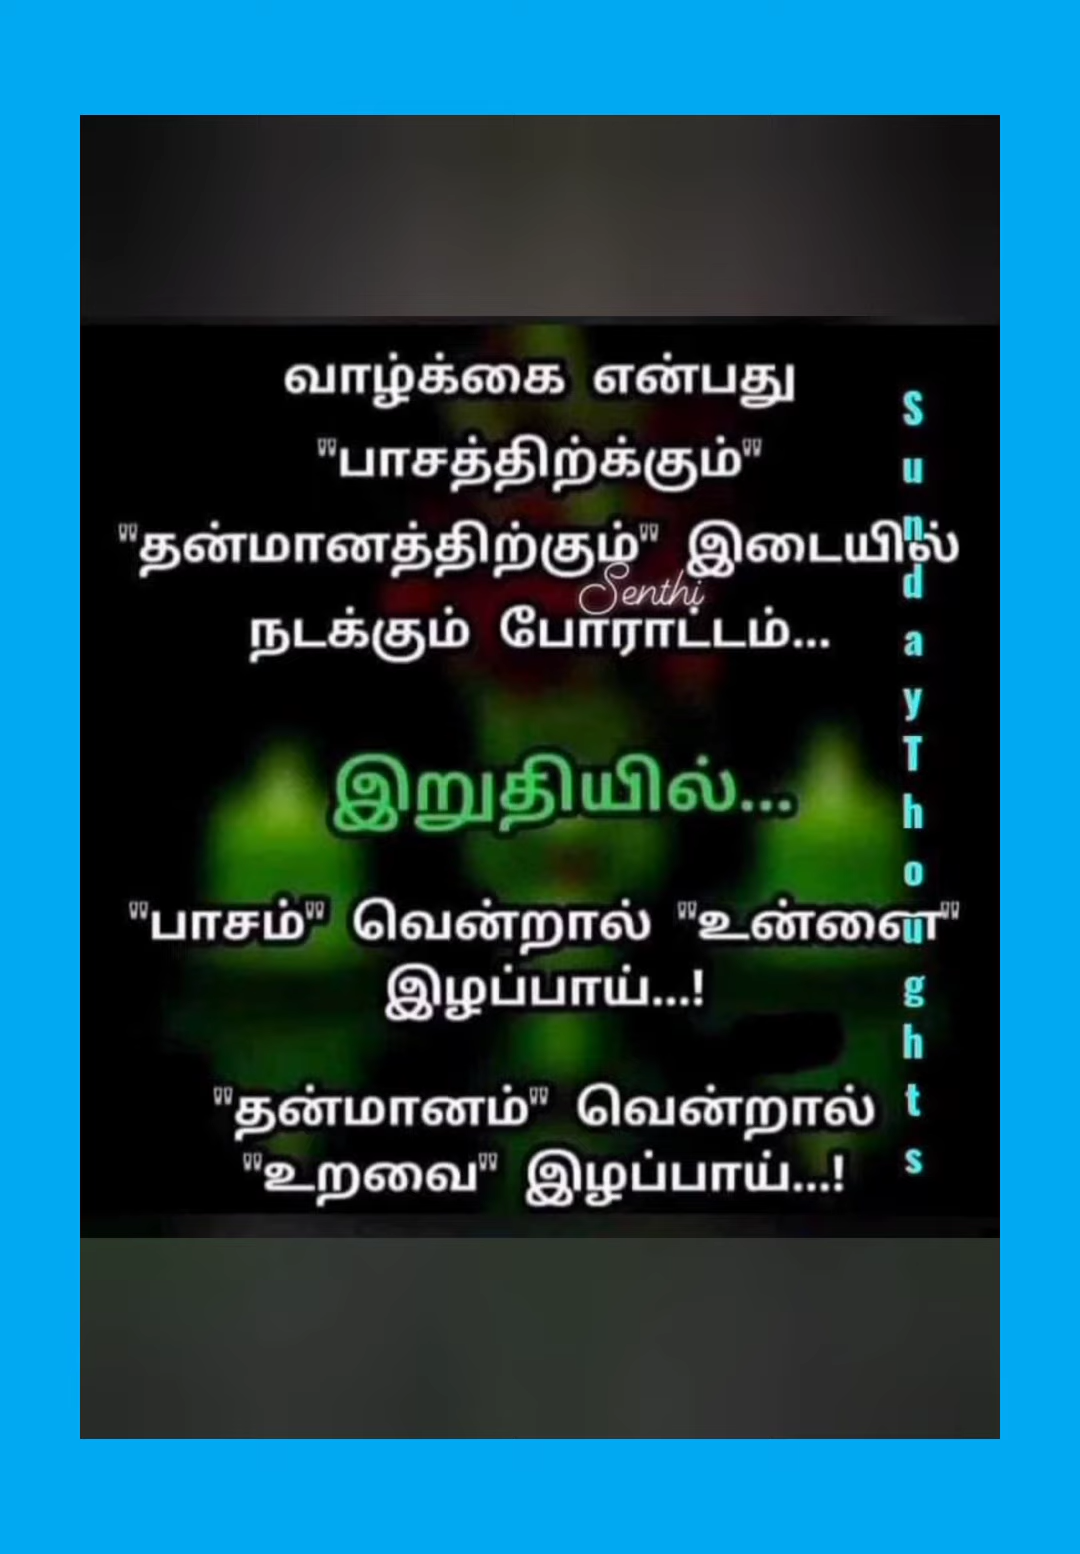 வாழ்க்கை என்பது
"பாசத்திற்க்கும்"
"தன்மானத்திற்கும்" இடையில்
Senthi
நடக்கும் போராட்டம்...
இறுதியில்...
"பாசம்" வென்றால் "உன்னை"
இழப்பாய்...!
"தன்மானம்" வென்றால்
"உறவை" இழப்பாய்...!
SundayThoughts